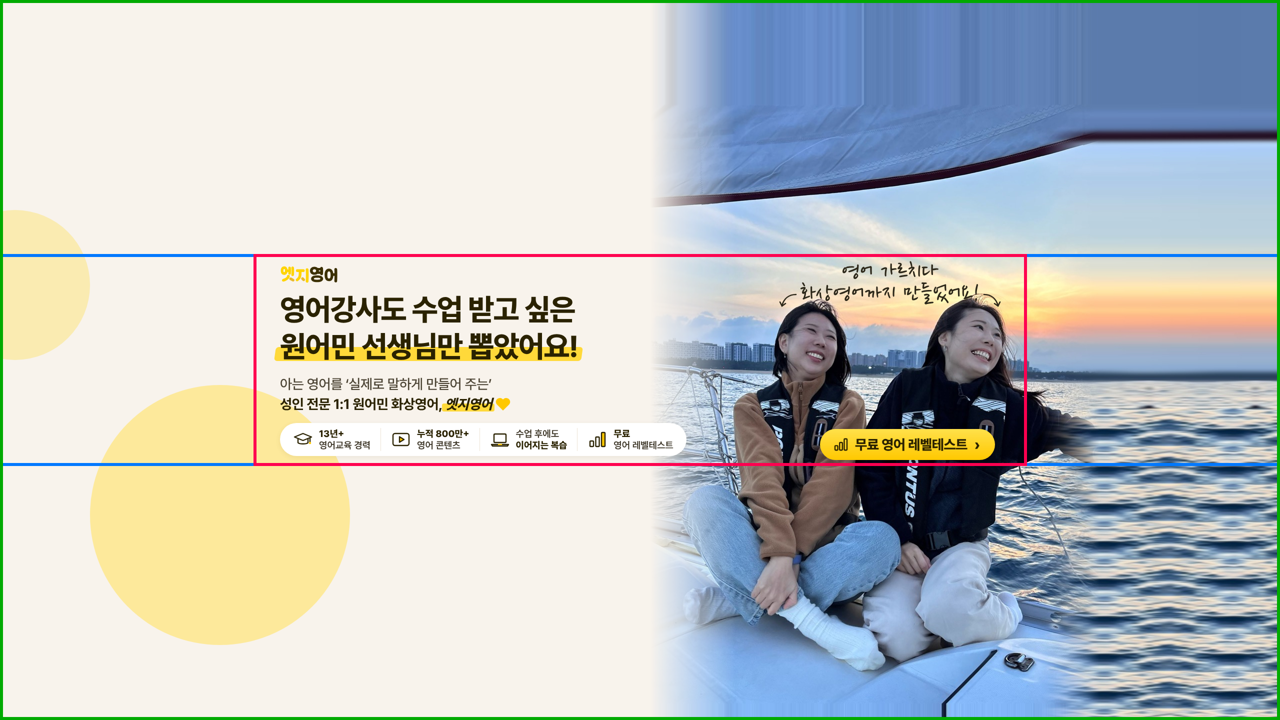 엣지영어
영어강사도 수업 받고 싶은
원어민 선생님만 뽑았어요!
아는 영어를 ‘실제로 말하게 만들어 주는’
성인 전문 1:1 원어민 화상영어, 엣지영어
13년+
영어교육 경력
누적 800만+
영어 콘텐츠
수업 후에도
이어지는 복습
무료
영어 레벨테스트
영어 가르치다
화상영어까지 만들었어요!
무료 영어 레벨테스트 ›